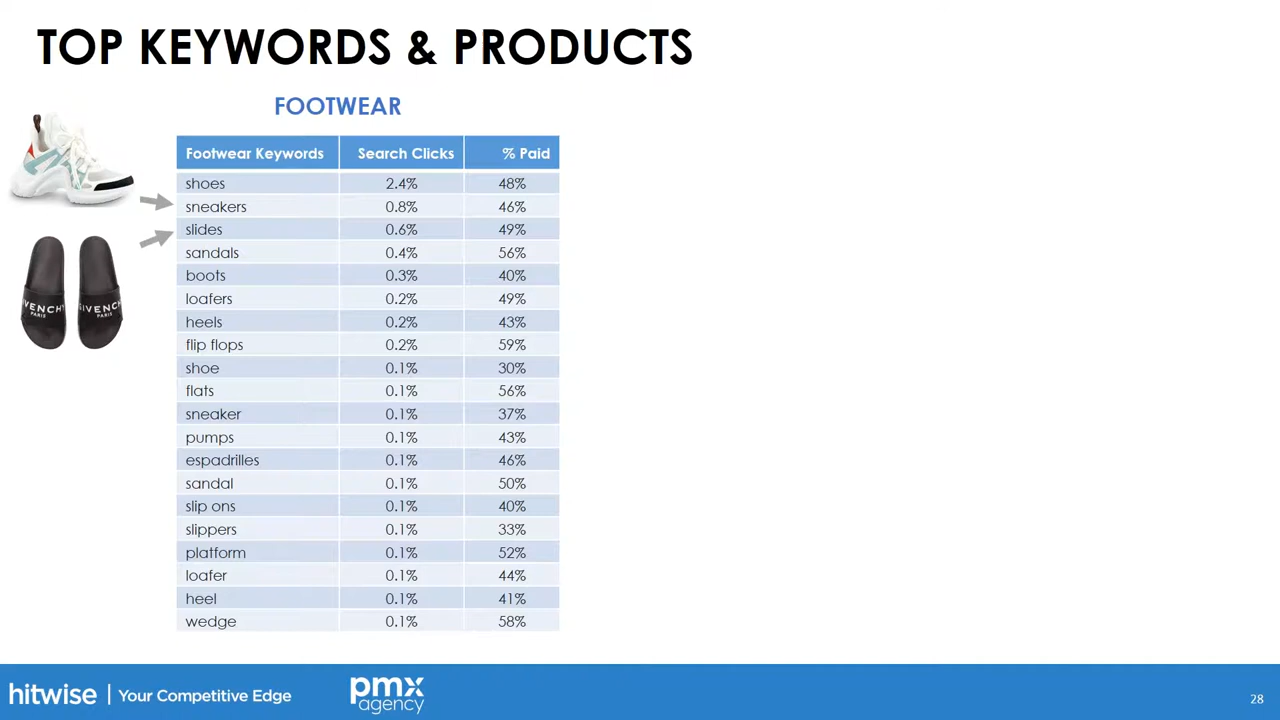 TOP KEYWORDS & PRODUCTS
FOOTWEAR
Footwear Keywords Search Clicks % Paid
shoes 2.4% 48%
sneakers 0.8% 46%
slides 0.6% 49%
sandals 0.4% 56%
boots 0.3% 40%
loafers 0.2% 49%
heels 0.2% 43%
flip flops 0.2% 59%
shoe 0.1% 30%
flats 0.1% 56%
sneaker 0.1% 37%
pumps 0.1% 43%
espadrilles 0.1% 46%
sandal 0.1% 50%
slip ons 0.1% 40%
slippers 0.1% 33%
platform 0.1% 52%
loafer 0.1% 44%
heel 0.1% 41%
wedge 0.1% 58%
GIVENCHY
PARIS
GIVENCHY
PARIS
hitwise | Your Competitive Edge
pmx
agency
28